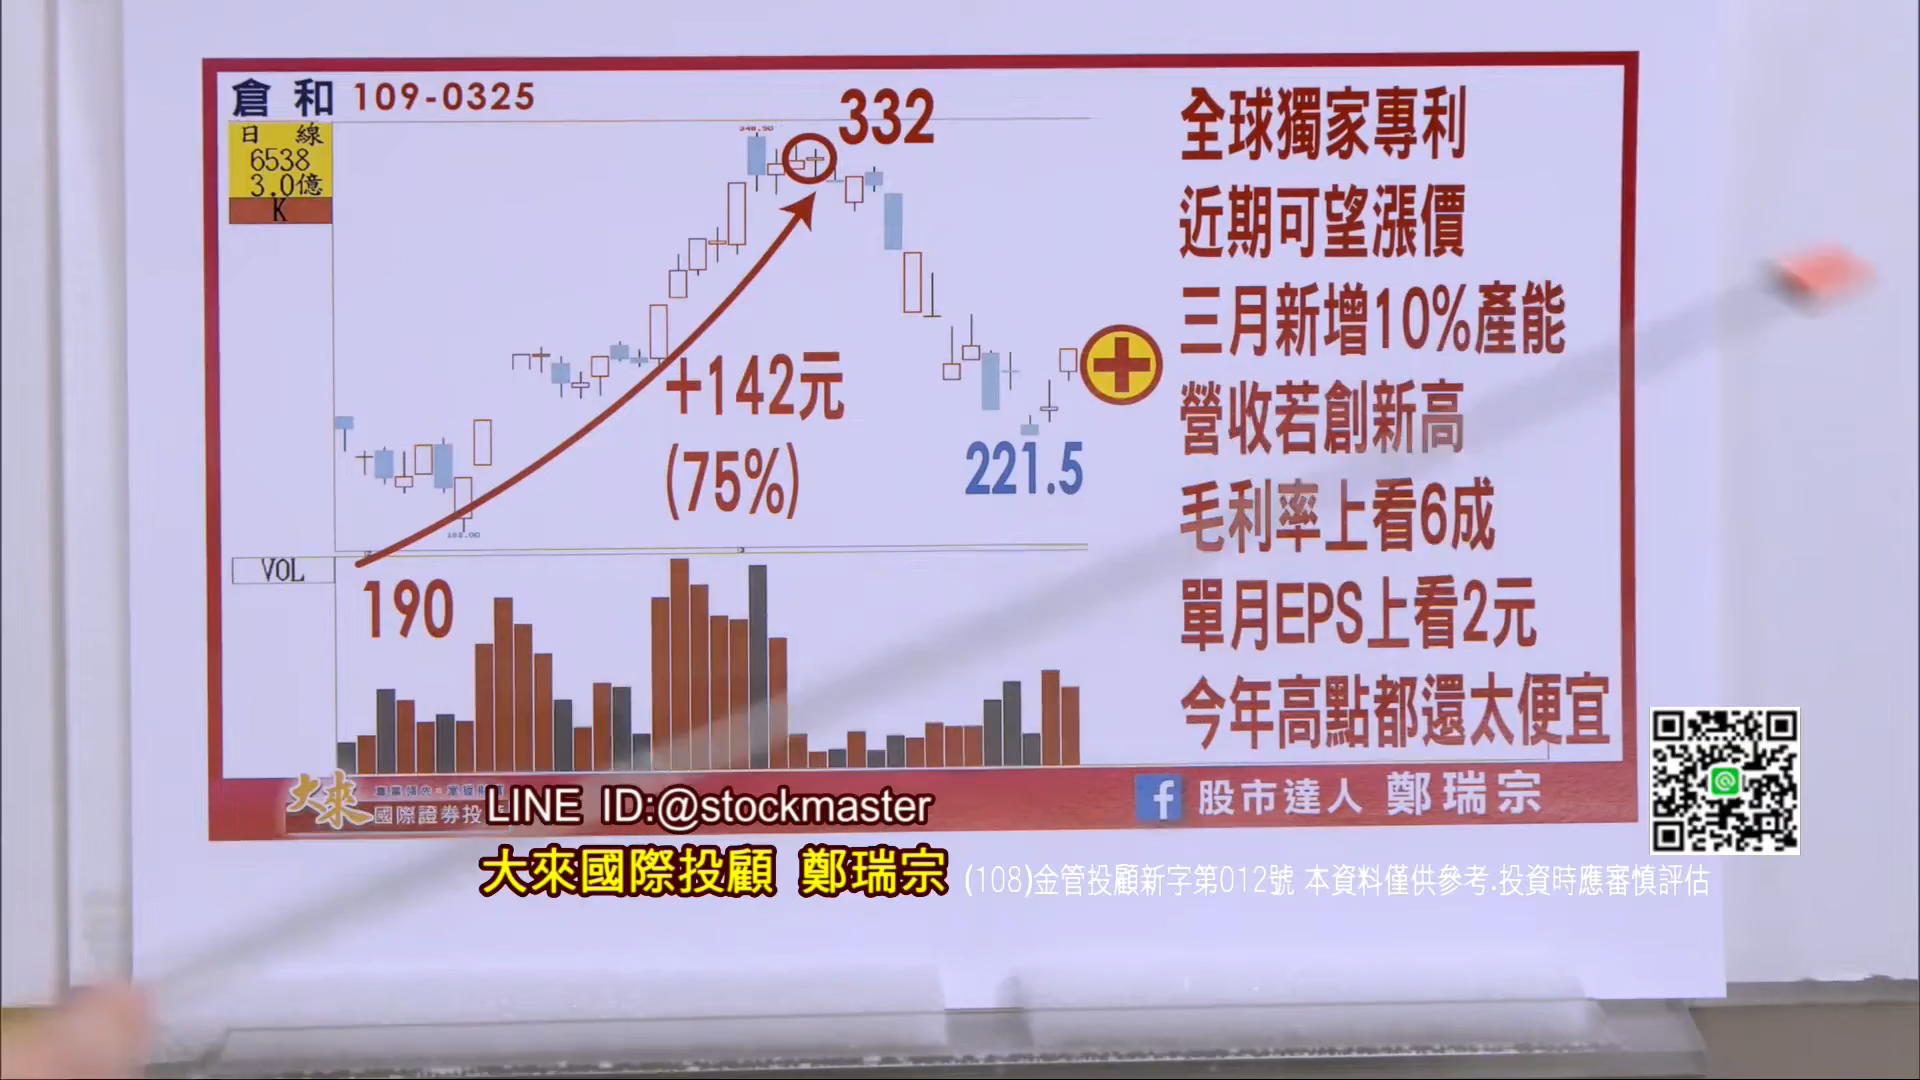 倉和 109-0325
日 線
6538
3.0億
K
332
+142元
(75%)
221.5
190
VOL
全球獨家專利
近期可望漲價
三月新增10%產能
營收若創新高
毛利率上看6成
單月EPS上看2元
今年高點都還太便宜
大來
國際證券投
股市達人 鄭瑞宗
LINE ID:@stockmaster
大來國際投顧 鄭瑞宗
(108)金管投顧新字第012號 本資料僅供參考.投資時應審慎評估